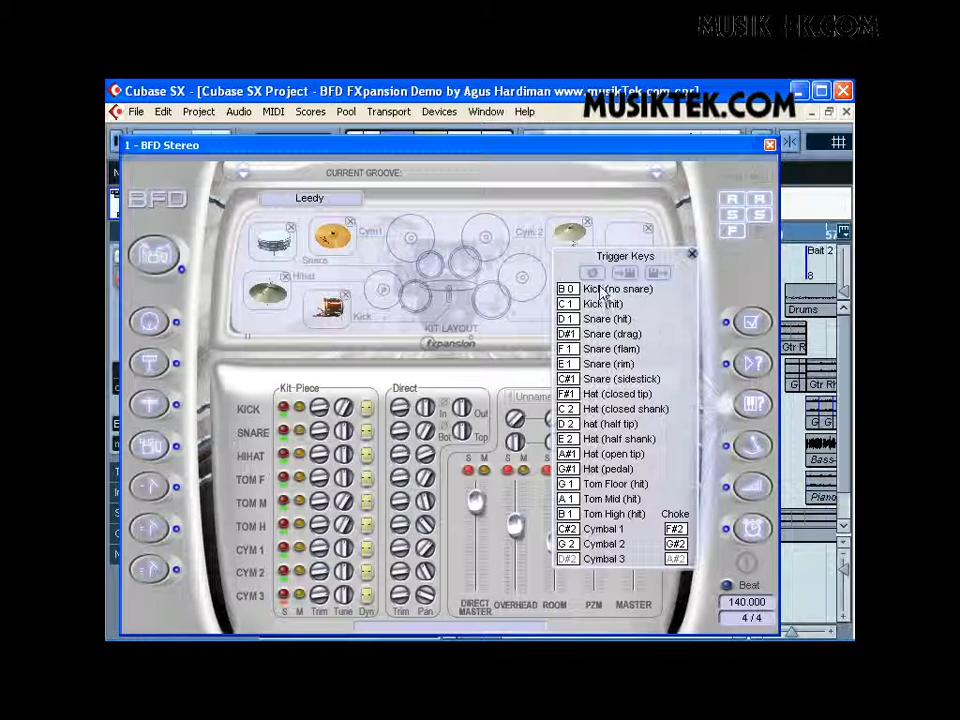 MUSIKTEK.COM
Cubase SX - [Cubase SX Project - BFD FXpansion Demo by Agus Hardiman www.musikTek.com.cpr]
MUSIKTEK.COM
File Edit Project Audio MIDI Scores Pool Transport Devices Window Help
1 - BFD Stereo
CURRENT GROOVE:
BFD
Leedy
R R
S S
F
Cym1
Cym 2
Snare
Hihat
Kick
KIT LAYOUT
fxpansion
Trigger Keys
B 0 Kick (no snare)
C 1 Kick (hit)
D 1 Snare (hit)
D#1 Snare (drag)
F 1 Snare (flam)
E 1 Snare (rim)
C#1 Snare (sidestick)
F#1 Hat (closed tip)
C 2 Hat (closed shank)
D 2 hat (half tip)
E 2 Hat (half shank)
A#1 Hat (open tip)
G#1 Hat (pedal)
G 1 Tom Floor (hit)
A 1 Tom Mid (hit)
B 1 Tom High (hit) Choke
C#2 Cymbal 1 F#2
G 2 Cymbal 2 G#2
D#2 Cymbal 3 A#2
Kit-Piece Direct
KICK
SNARE
HIHAT
TOM F
TOM M
TOM H
CYM 1
CYM 2
CYM 3
In Out
Bot Top
S M Trim Tune Dyn Trim Pan
S M S M S
DIRECT MASTER OVERHEAD ROOM PZM MASTER
Beat
140.000
4 / 4
57
Bait 2
8
Drums
Gtr R
G Gtr R
Bass
Piano